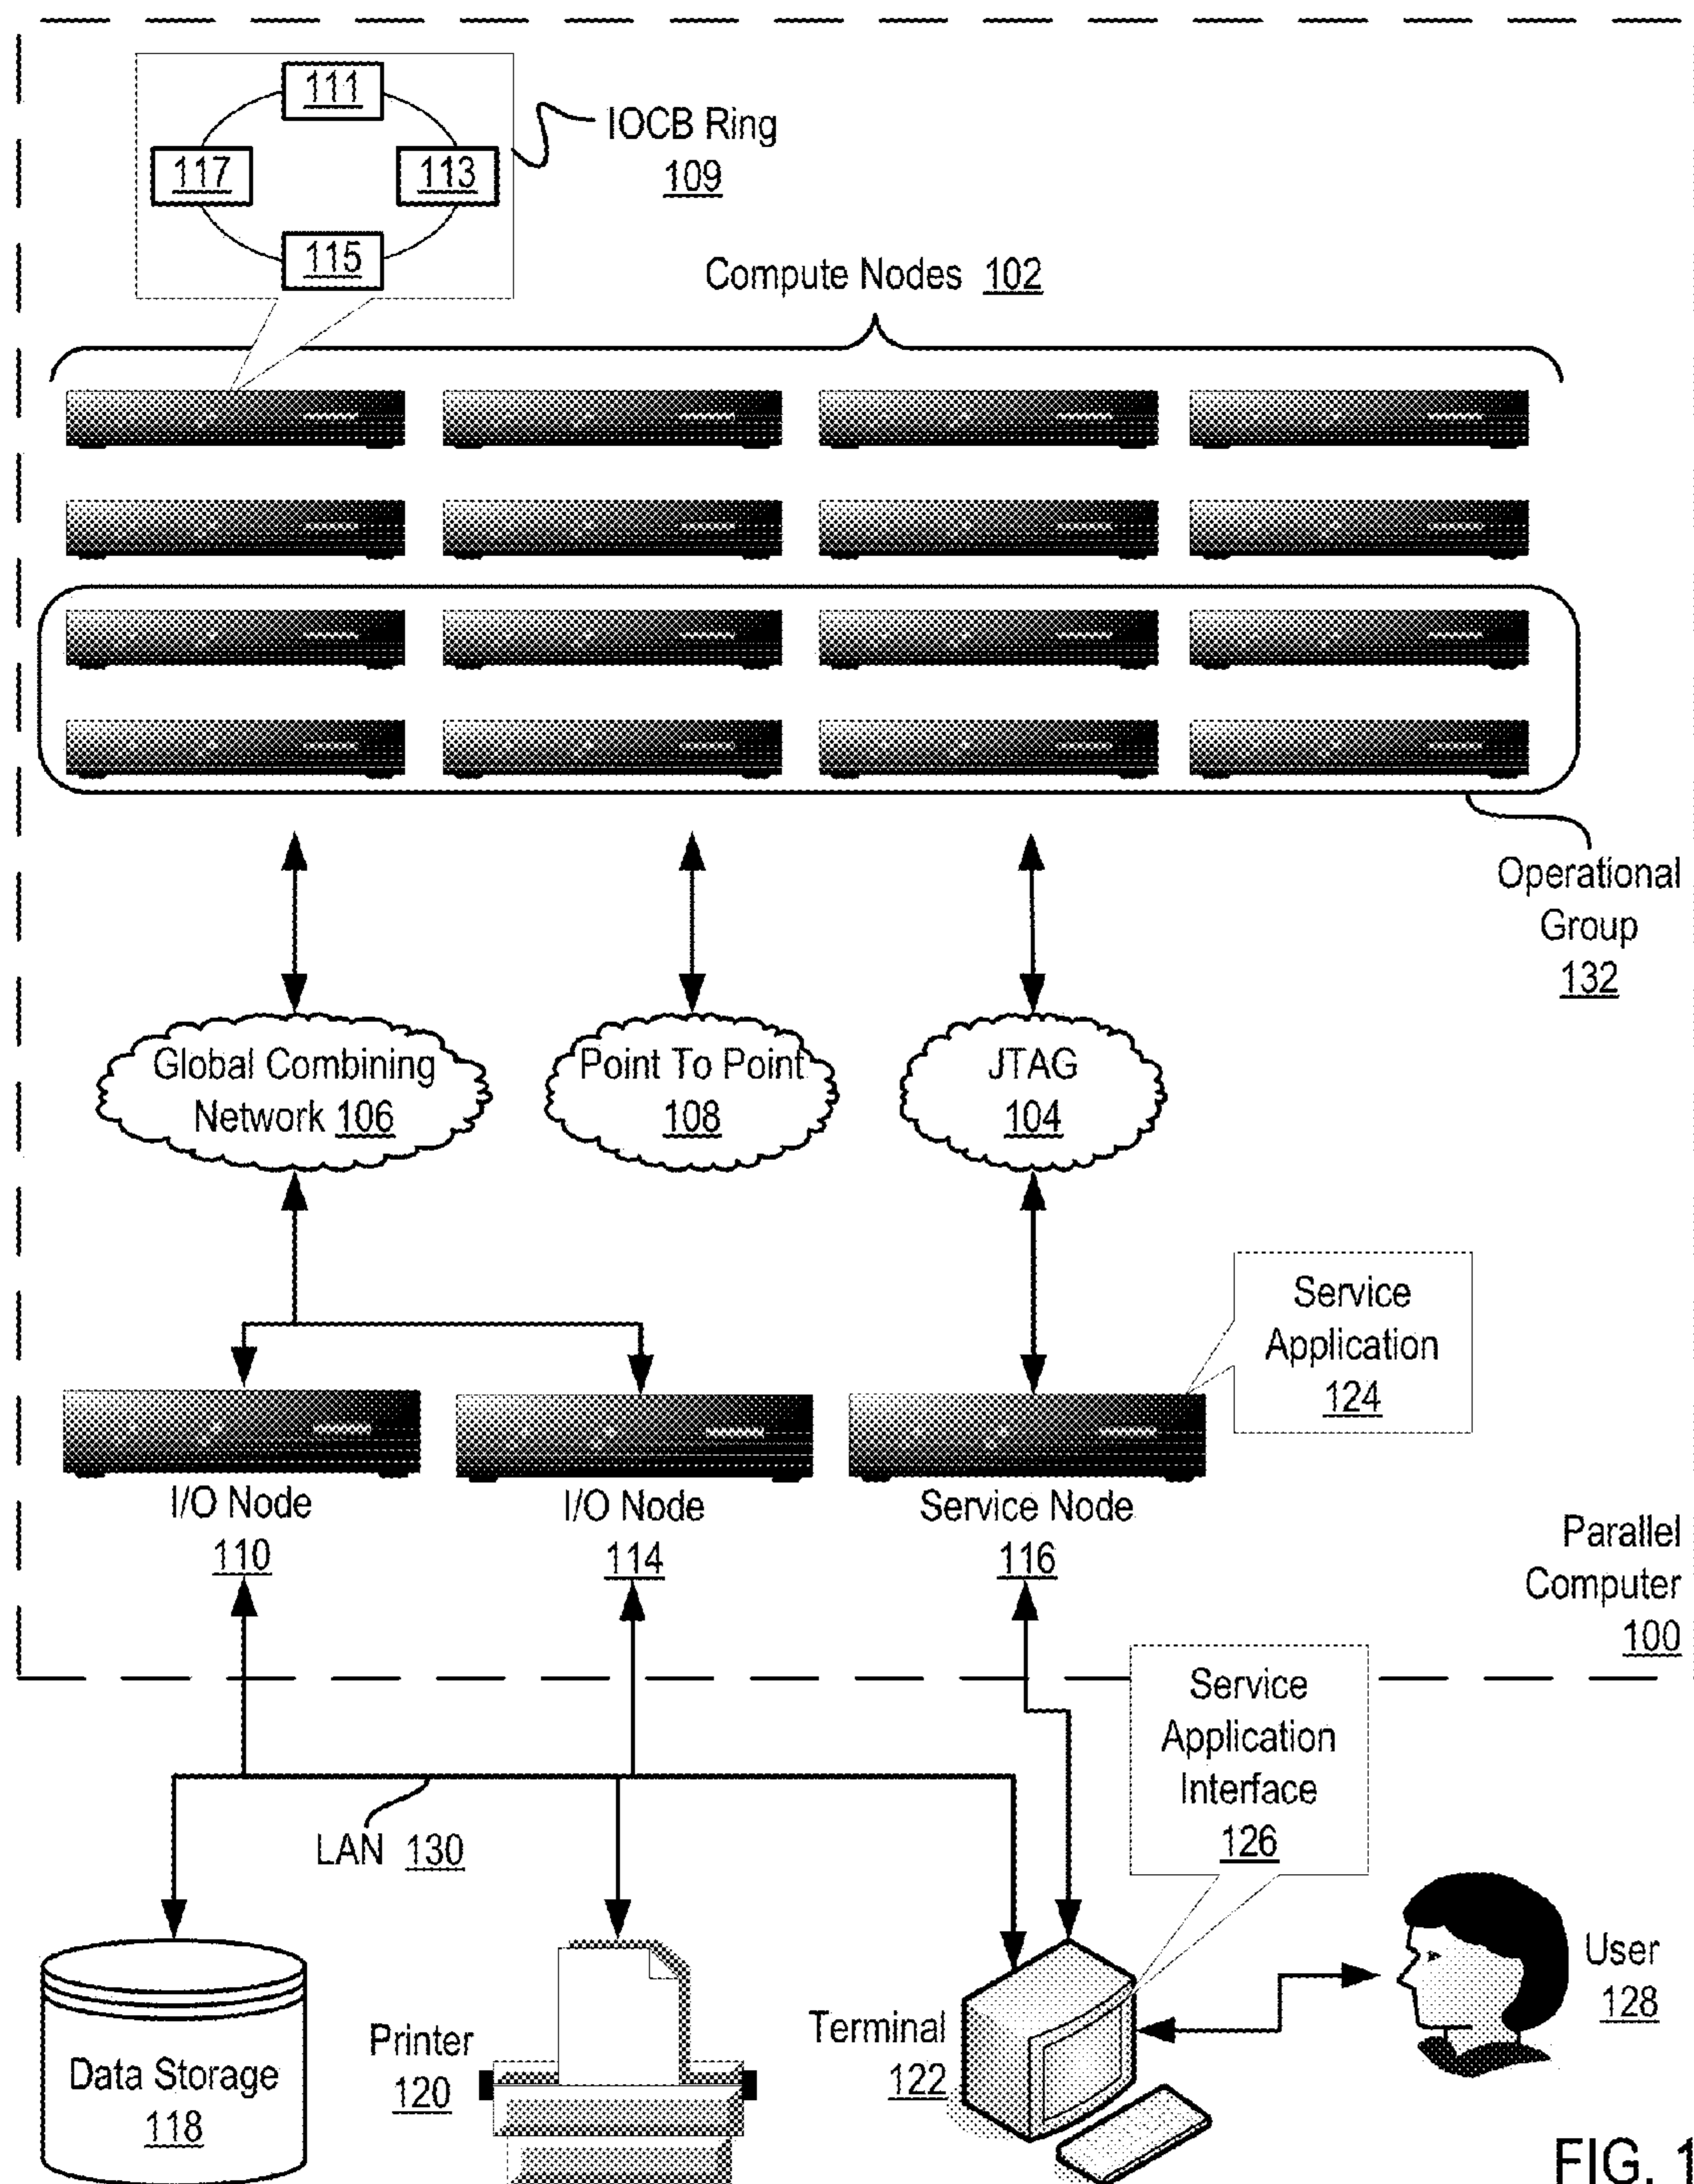 111
117
113
115
IOCB Ring
109
Compute Nodes 102
Operational
Group
132
Global Combining
Network 106
Point To Point
108
JTAG
104
Service
Application
124
I/O Node
110
I/O Node
114
Service Node
116
Parallel
Computer
100
Service
Application
Interface
126
LAN 130
Data Storage
118
Printer
120
Terminal
122
User
128
FIG. 1